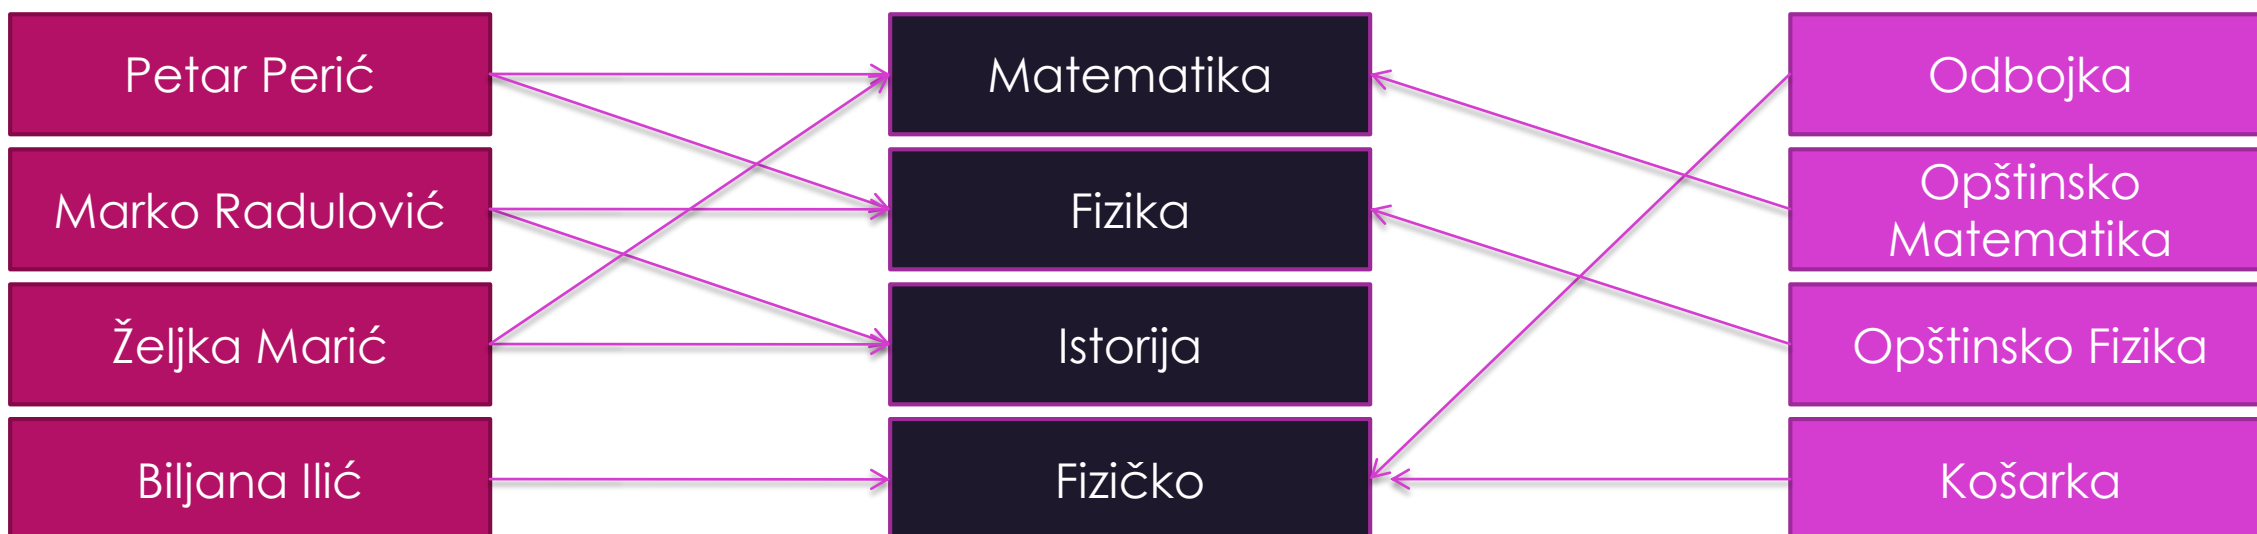 Petar Perić
Matematika
Odbojka
Marko Radulović
Fizika
Opštinsko
Matematika
Željka Marić
Istorija
Opštinsko Fizika
Biljana Ilić
Fizičko
Košarka